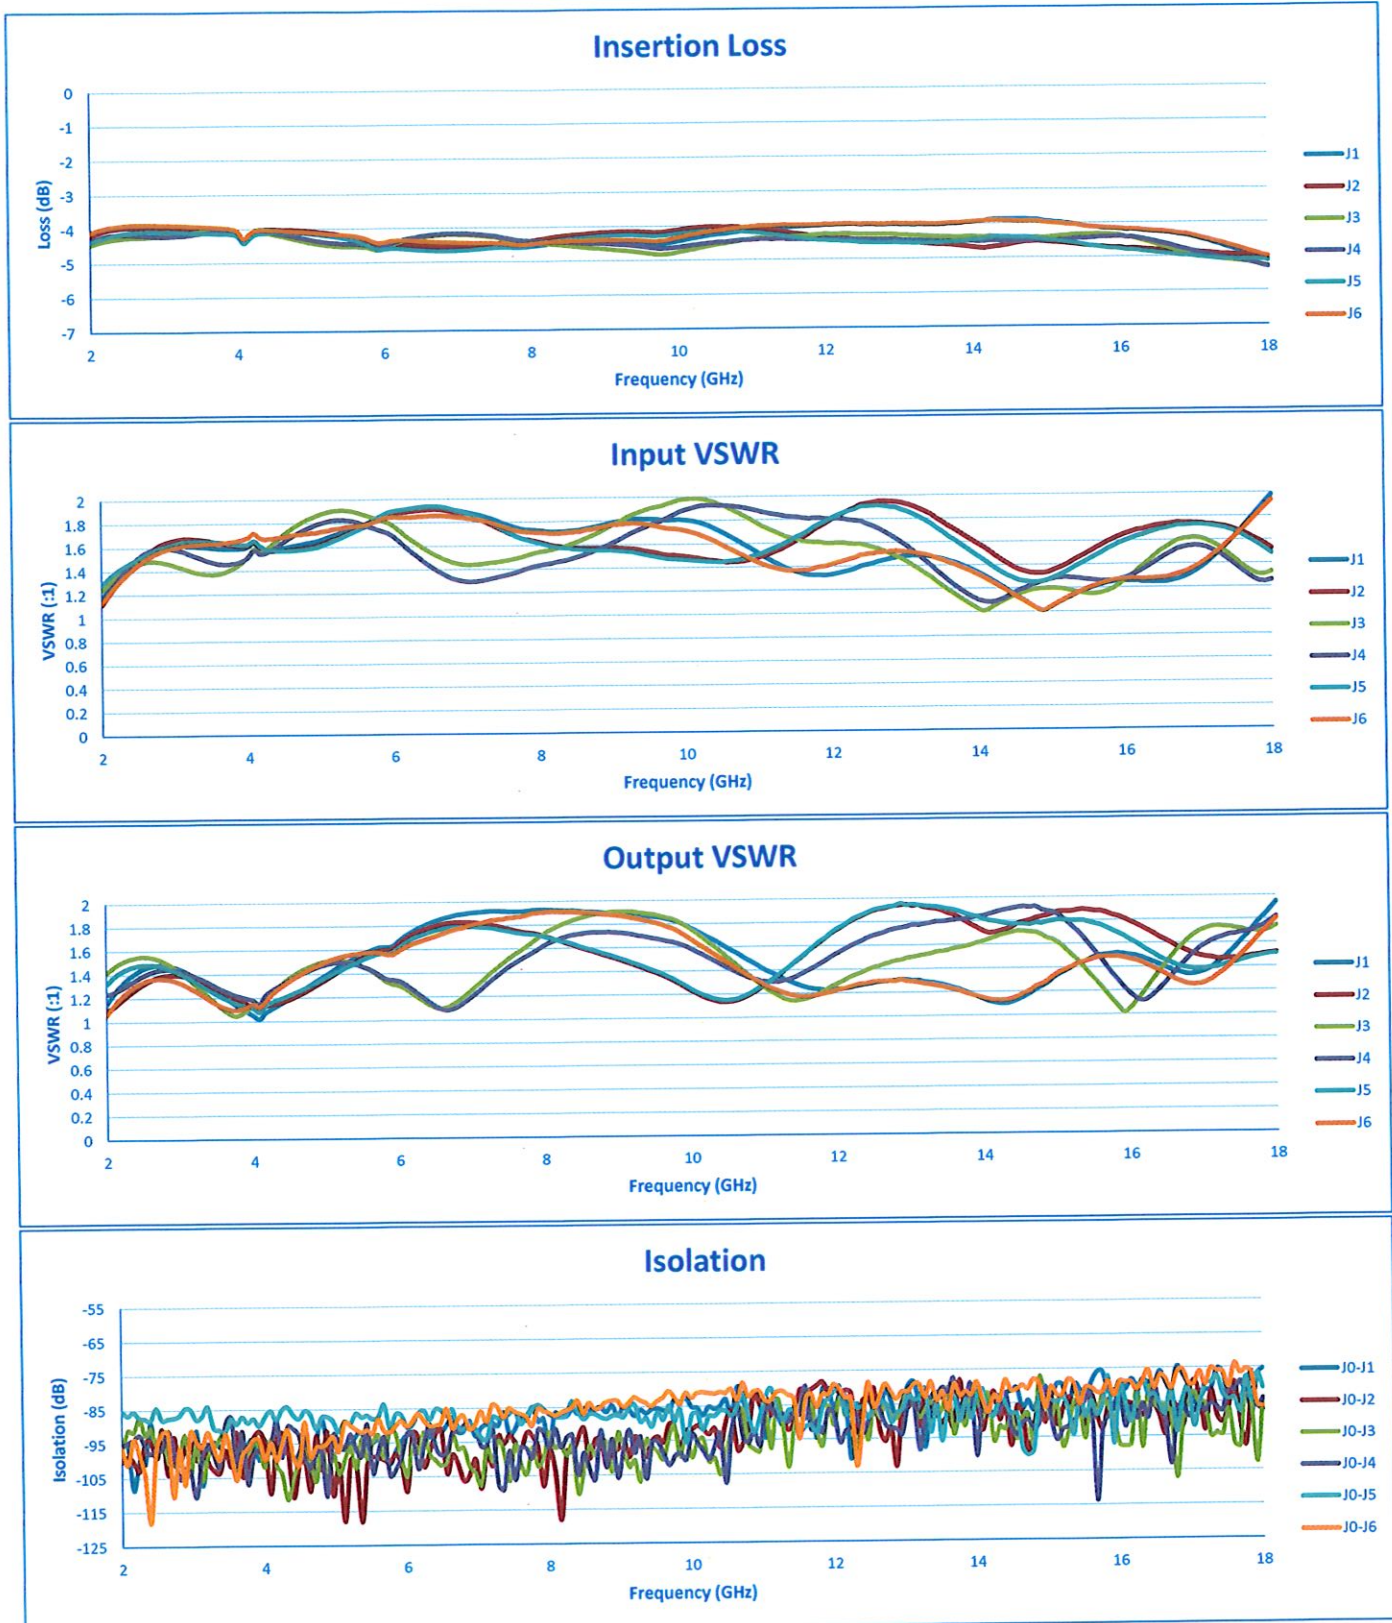 Insertion Loss
0
-1
-2
-3
-4
-5
-6
-7
Loss (dB)
2 4 6 8 10 12 14 16 18
Frequency (GHz)
J1
J2
J3
J4
J5
J6
Input VSWR
2
1.8
1.6
1.4
1.2
1
0.8
0.6
0.4
0.2
0
VSWR (:1)
2 4 6 8 10 12 14 16 18
Frequency (GHz)
J1
J2
J3
J4
J5
J6
Output VSWR
2
1.8
1.6
1.4
1.2
1
0.8
0.6
0.4
0.2
0
VSWR (:1)
2 4 6 8 10 12 14 16 18
Frequency (GHz)
J1
J2
J3
J4
J5
J6
Isolation
-55
-65
-75
-85
-95
-105
-115
-125
Isolation (dB)
2 4 6 8 10 12 14 16 18
Frequency (GHz)
J0-J1
J0-J2
J0-J3
J0-J4
J0-J5
J0-J6